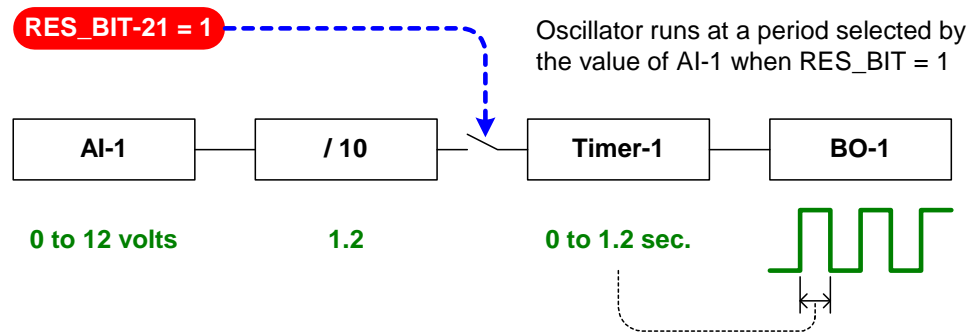 RES_BIT-21 = 1
Oscillator runs at a period selected by
the value of AI-1 when RES_BIT = 1
AI-1
/ 10
Timer-1
BO-1
0 to 12 volts
1.2
0 to 1.2 sec.